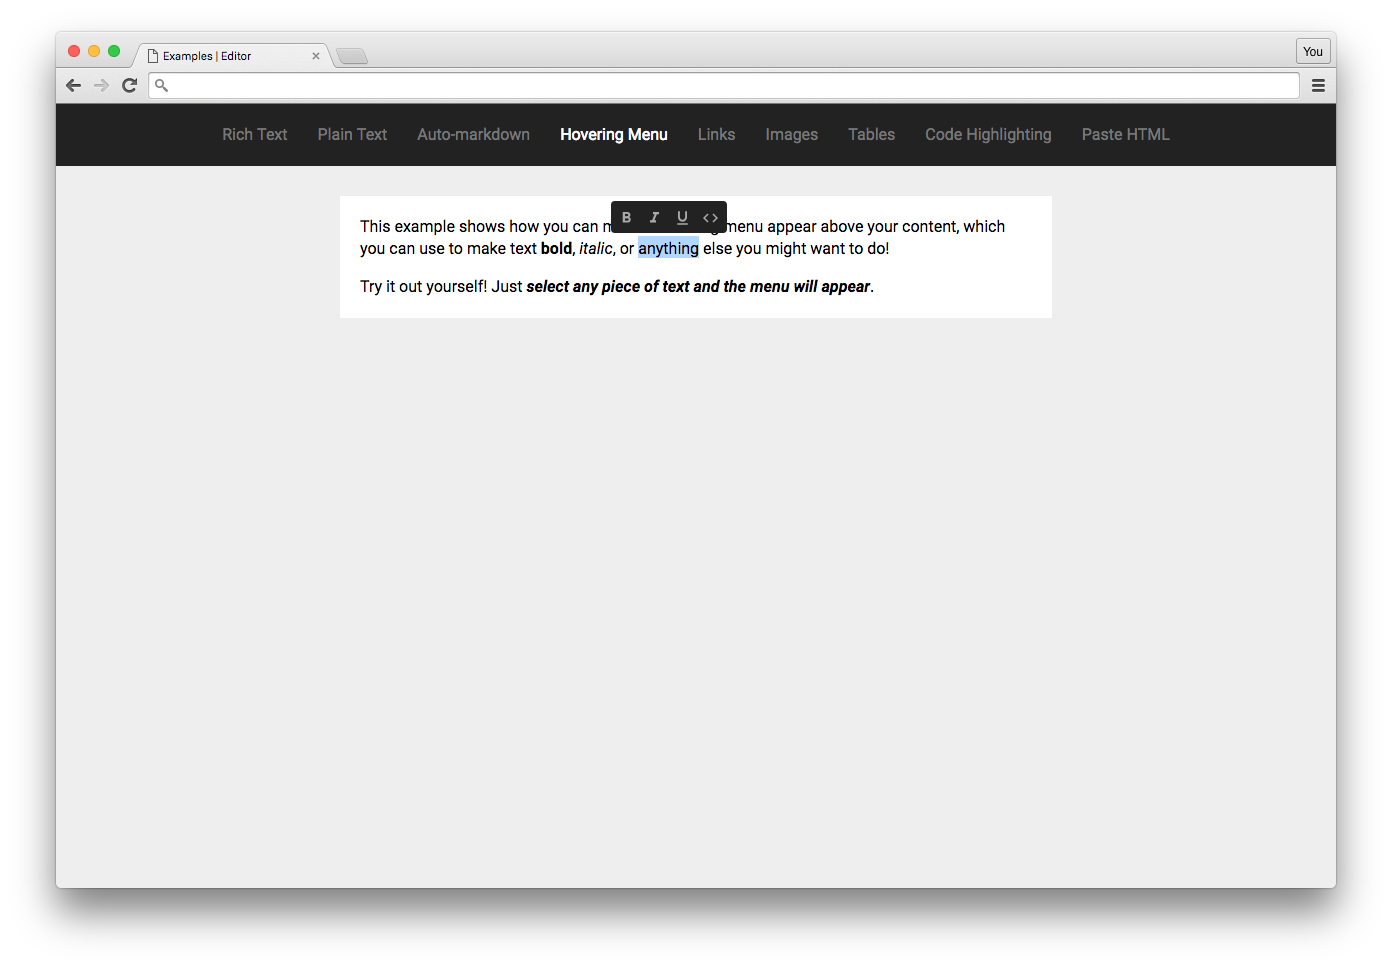 Examples | Editor
You
Rich Text Plain Text Auto-markdown Hovering Menu Links Images Tables Code Highlighting Paste HTML
B I U <>
This example shows how you can menu appear above your content, which
you can use to make text bold, italic, or anything else you might want to do!
Try it out yourself! Just select any piece of text and the menu will appear.